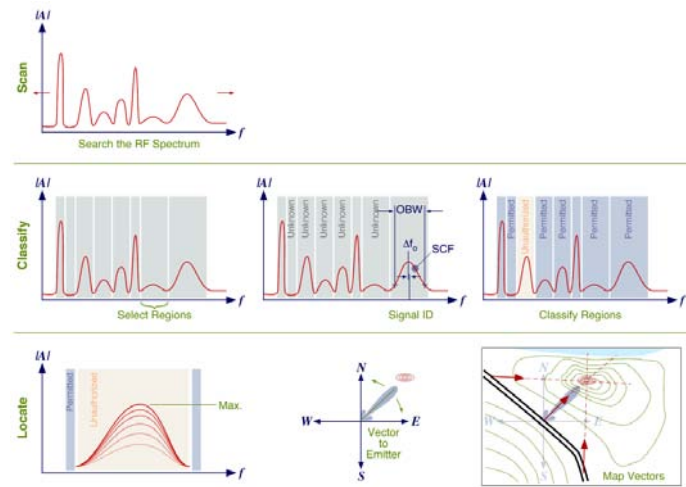 |A|
Scan
f
Search the RF Spectrum
|A|
Classify
f
Select Regions
|A|
Unknown
Unknown
Unknown
Unknown
Unknown
OBW
Δf₀
SCF
f
Signal ID
|A|
Permitted
Unauthorized
Permitted
Permitted
Permitted
Permitted
f
Classify Regions
|A|
Locate
Permitted
Unauthorized
Max.
f
N
W
E
S
Vector
to
Emitter
N
W
E
S
Map Vectors